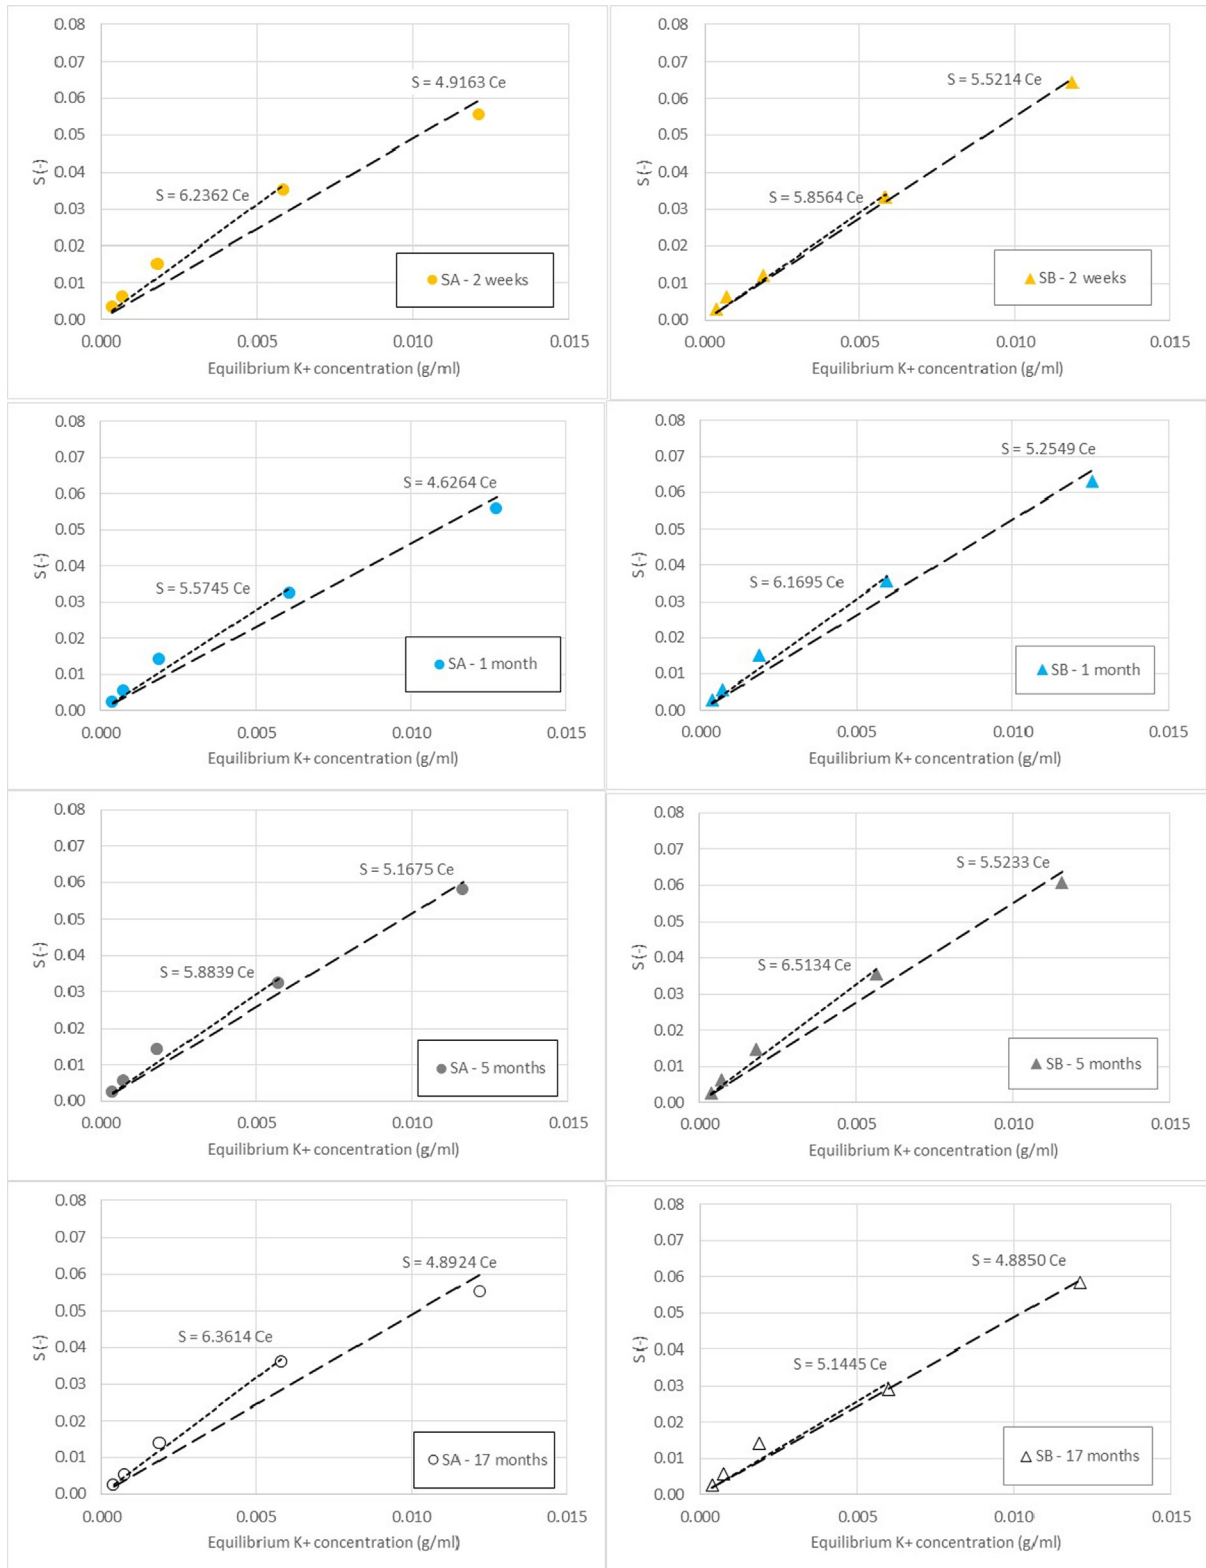 0.08
0.07
0.06
0.05
0.04
0.03
0.02
0.01
0.00
S (-)
S = 4.9163 Ce
S = 6.2362 Ce
SA - 2 weeks
0.000 0.005 0.010 0.015
Equilibrium K+ concentration (g/ml)
0.08
0.07
0.06
0.05
0.04
0.03
0.02
0.01
0.00
S (-)
S = 5.5214 Ce
S = 5.8564 Ce
SB - 2 weeks
0.000 0.005 0.010 0.015
Equilibrium K+ concentration (g/ml)
0.08
0.07
0.06
0.05
0.04
0.03
0.02
0.01
0.00
S (-)
S = 4.6264 Ce
S = 5.5745 Ce
SA - 1 month
0.000 0.005 0.010 0.015
Equilibrium K+ concentration (g/ml)
0.08
0.07
0.06
0.05
0.04
0.03
0.02
0.01
0.00
S (-)
S = 5.2549 Ce
S = 6.1695 Ce
SB - 1 month
0.000 0.005 0.010 0.015
Equilibrium K+ concentration (g/ml)
0.08
0.07
0.06
0.05
0.04
0.03
0.02
0.01
0.00
S (-)
S = 5.1675 Ce
S = 5.8839 Ce
SA - 5 months
0.000 0.005 0.010 0.015
Equilibrium K+ concentration (g/ml)
0.08
0.07
0.06
0.05
0.04
0.03
0.02
0.01
0.00
S (-)
S = 5.5233 Ce
S = 6.5134 Ce
SB - 5 months
0.000 0.005 0.010 0.015
Equilibrium K+ concentration (g/ml)
0.08
0.07
0.06
0.05
0.04
0.03
0.02
0.01
0.00
S (-)
S = 4.8924 Ce
S = 6.3614 Ce
SA - 17 months
0.000 0.005 0.010 0.015
Equilibrium K+ concentration (g/ml)
0.08
0.07
0.06
0.05
0.04
0.03
0.02
0.01
0.00
S (-)
S = 4.8850 Ce
S = 5.1445 Ce
SB - 17 months
0.000 0.005 0.010 0.015
Equilibrium K+ concentration (g/ml)